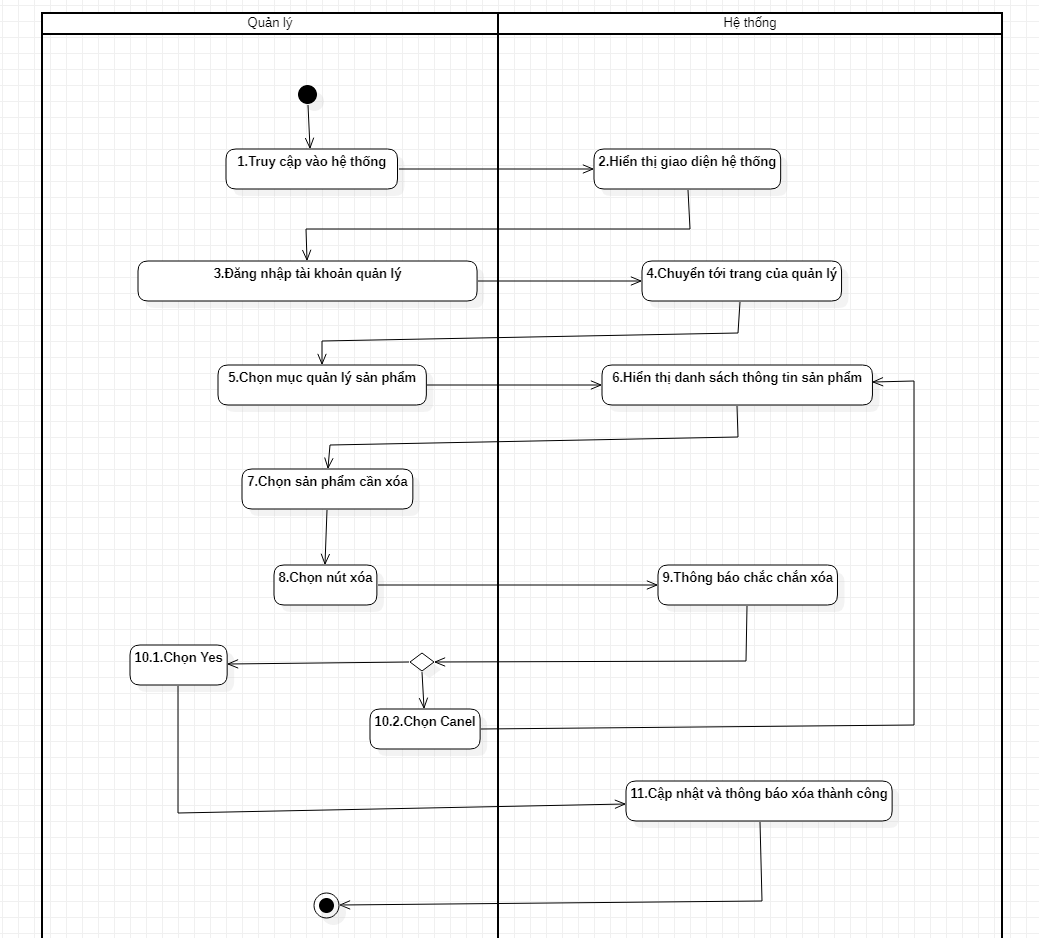 Quản lý
Hệ thống
1.Truy cập vào hệ thống
2.Hiển thị giao diện hệ thống
3.Đăng nhập tài khoản quản lý
4.Chuyển tới trang của quản lý
5.Chọn mục quản lý sản phẩm
6.Hiển thị danh sách thông tin sản phẩm
7.Chọn sản phẩm cần xóa
8.Chọn nút xóa
9.Thông báo chắc chắn xóa
10.1.Chọn Yes
10.2.Chọn Canel
11.Cập nhật và thông báo xóa thành công